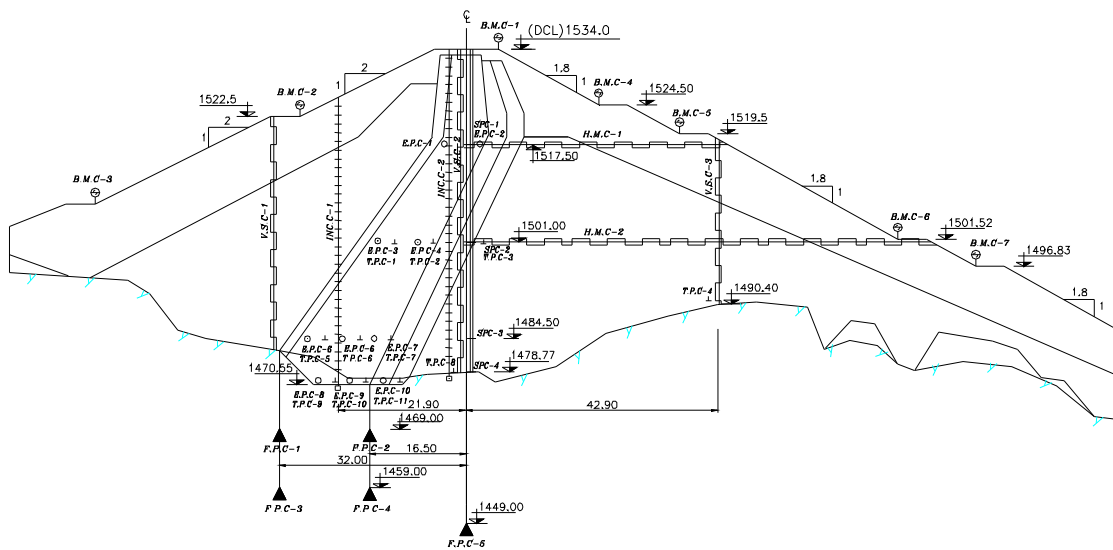 ℄
B.M.C-1
(DCL)1534.0
2
1
1.8
1
B.M.C-4
1524.50
B.M.C-2
1522.5
B.M.C-5
1519.5
2
1
SPC-1
E.P.C-2
E.P.C-1
H.M.C-1
1517.50
B.M.C-3
V.S.C-1
INC.C-1
INC.C-2
V.S.C-2
V.S.C-3
1.8
1
B.M.C-6
1501.52
1501.00
H.M.C-2
E.P.C-3
T.P.C-1
E.P.C-4
T.P.C-2
SPC-2
T.P.C-3
B.M.C-7
1496.83
T.P.C-4
1490.40
1.8
1
1484.50
SPC-3
E.P.C-6
T.P.C-5
E.P.C-6
T.P.C-6
E.P.C-7
T.P.C-7
T.P.C-8
SPC-4
1478.77
1470.55
E.P.C-8
T.P.C-9
E.P.C-9
T.P.C-10
E.P.C-10
T.P.C-11
21.90
42.90
1469.00
F.P.C-1
F.P.C-2
16.50
32.00
1459.00
F.P.C-3
F.P.C-4
1449.00
F.P.C-5